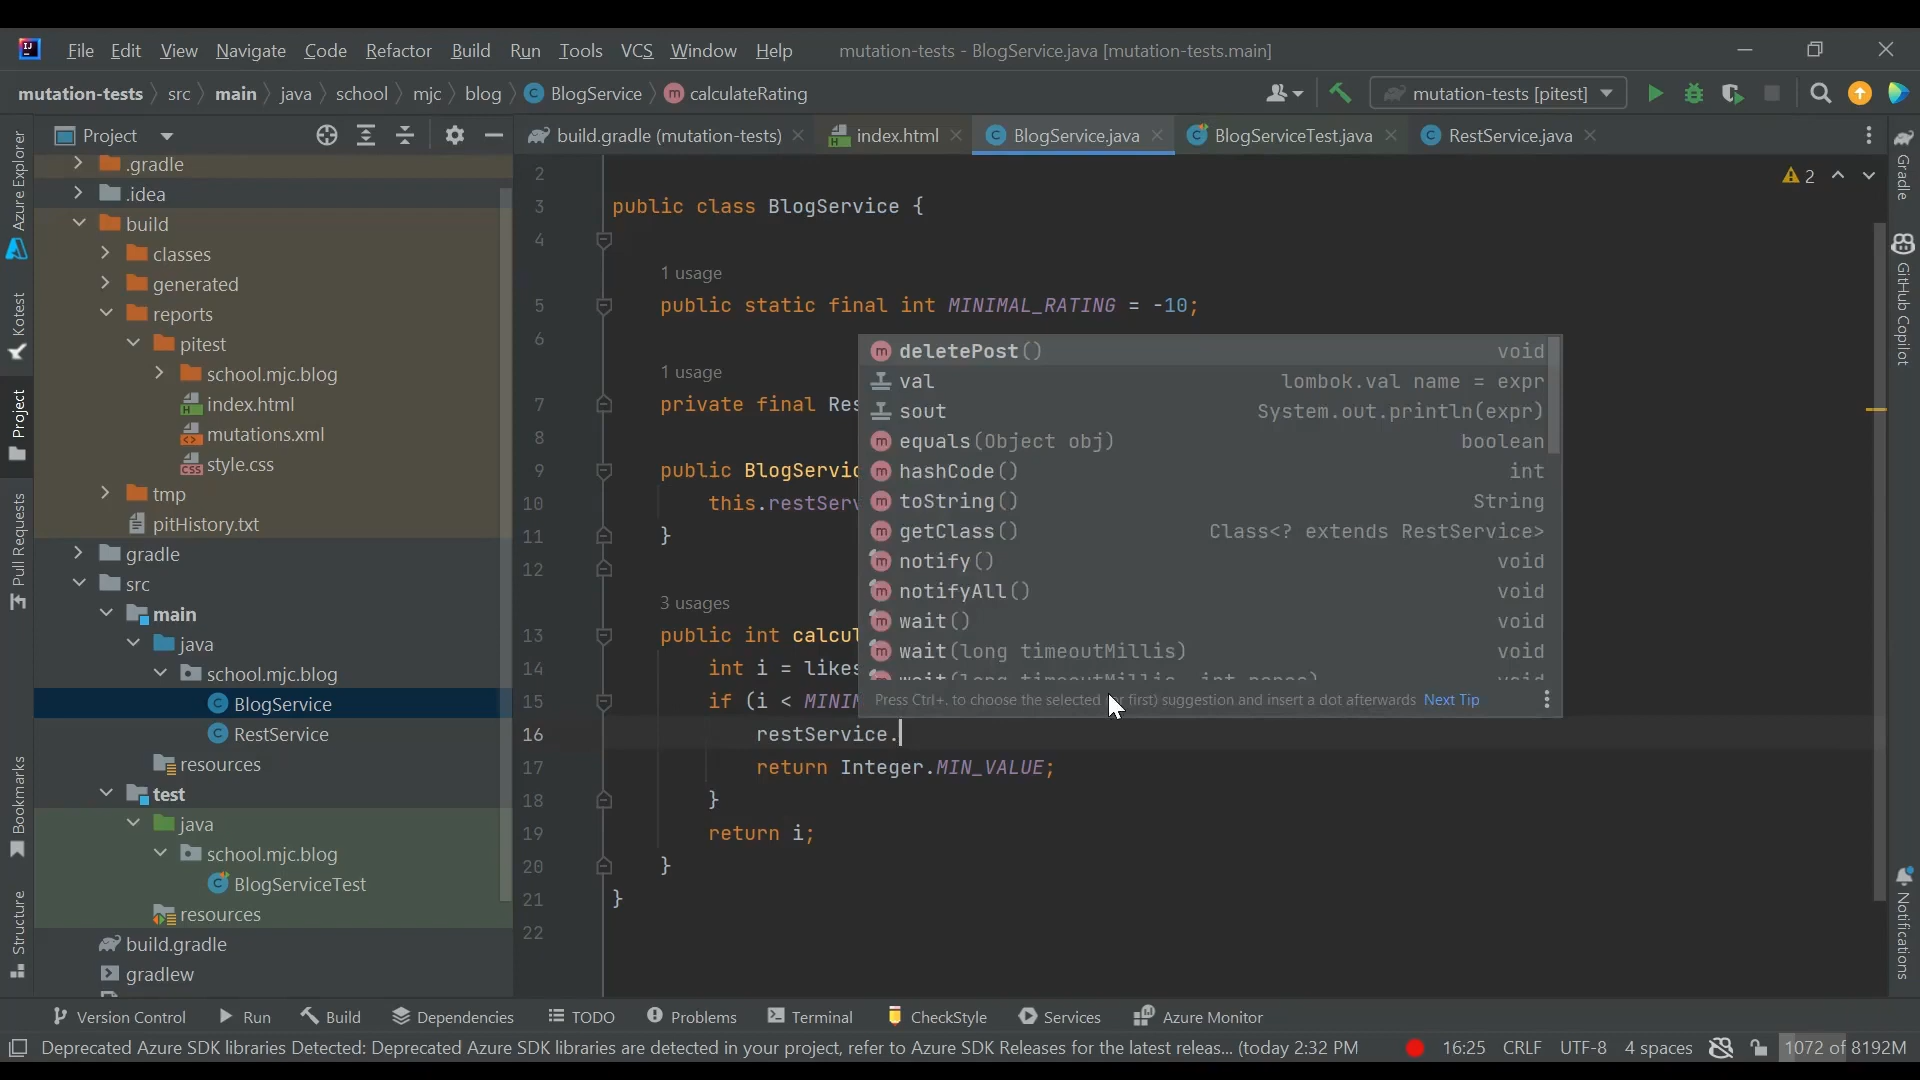 File Edit View Navigate Code Refactor Build Run Tools VCS Window Help mutation-tests - BlogService.java [mutation-tests.main]
mutation-tests src main java school mjc blog BlogService calculateRating mutation-tests [pitest]
Project
build.gradle (mutation-tests) index.html BlogService.java BlogServiceTest.java RestService.java
Azure Explorer
Kotest
Project
Pull Requests
Bookmarks
Structure
.gradle
.idea
build
classes
generated
reports
pitest
school.mjc.blog
index.html
mutations.xml
style.css
tmp
pitHistory.txt
gradle
src
main
java
school.mjc.blog
BlogService
RestService
resources
test
java
school.mjc.blog
BlogServiceTest
resources
build.gradle
gradlew
2
3 public class BlogService {
4
1 usage
5 public static final int MINIMAL_RATING = -10;
6
1 usage
7 private final Res
8
9 public BlogServic
10 this.restServ
11 }
12
3 usages
13 public int calcul
14 int i = likes
15 if (i < MININ
16 restService.
17 return Integer.MIN_VALUE;
18 }
19 return i;
20 }
21 }
22
deletePost() void
val lombok.val name = expr
sout System.out.println(expr)
equals(Object obj) boolean
hashCode() int
toString() String
getClass() Class<? extends RestService>
notify() void
notifyAll() void
wait() void
wait(long timeoutMillis) void
Press Ctrl+. to choose the selected first) suggestion and insert a dot afterwards Next Tip
2
Gradle
GitHub Copilot
Notifications
Version Control Run Build Dependencies TODO Problems Terminal CheckStyle Services Azure Monitor
Deprecated Azure SDK libraries Detected: Deprecated Azure SDK libraries are detected in your project, refer to Azure SDK Releases for the latest releas... (today 2:32 PM 16:25 CRLF UTF-8 4 spaces 1072 of 8192M